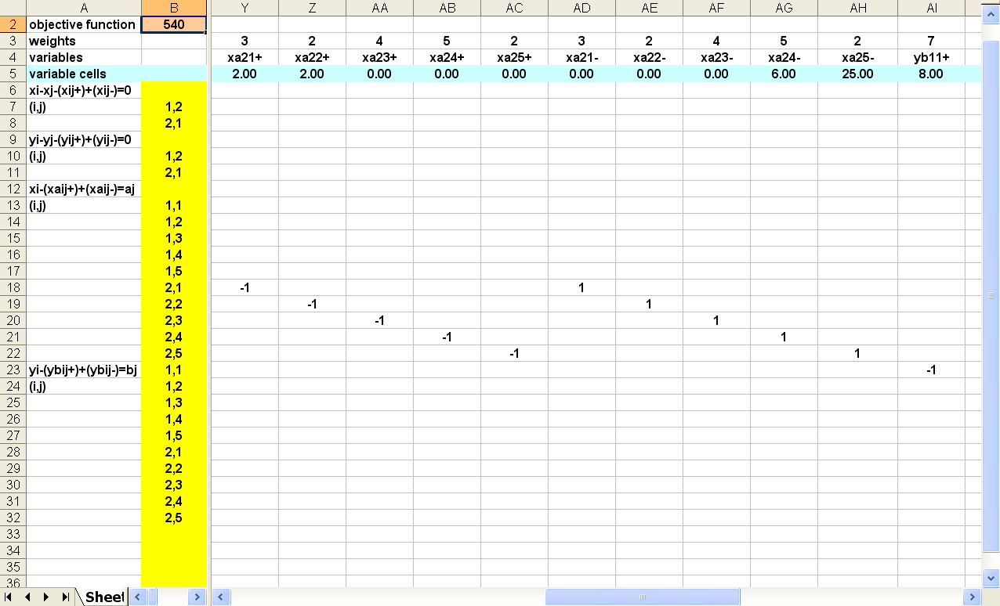 A B Y Z AA AB AC AD AE AF AG AH AI
2 objective function 540
3 weights 3 2 4 5 2 3 2 4 5 2 7
4 variables xa21+ xa22+ xa23+ xa24+ xa25+ xa21- xa22- xa23- xa24- xa25- yb11+
5 variable cells 2.00 2.00 0.00 0.00 0.00 0.00 0.00 0.00 6.00 25.00 8.00
6 xi-xj-(xij+)+(xij-)=0
7 (i,j) 1,2
8 2,1
9 yi-yj-(yij+)+(yij-)=0
10 (i,j) 1,2
11 2,1
12 xi-(xaij+)+(xaij-)=aj
13 (i,j) 1,1
14 1,2
15 1,3
16 1,4
17 1,5
18 2,1 -1 1
19 2,2 -1 1
20 2,3 -1 1
21 2,4 -1 1
22 2,5 -1 1
23 yi-(ybij+)+(ybij-)=bj 1,1 -1
24 (i,j) 1,2
25 1,3
26 1,4
27 1,5
28 2,1
29 2,2
30 2,3
31 2,4
32 2,5
33
34
35
36
Sheet